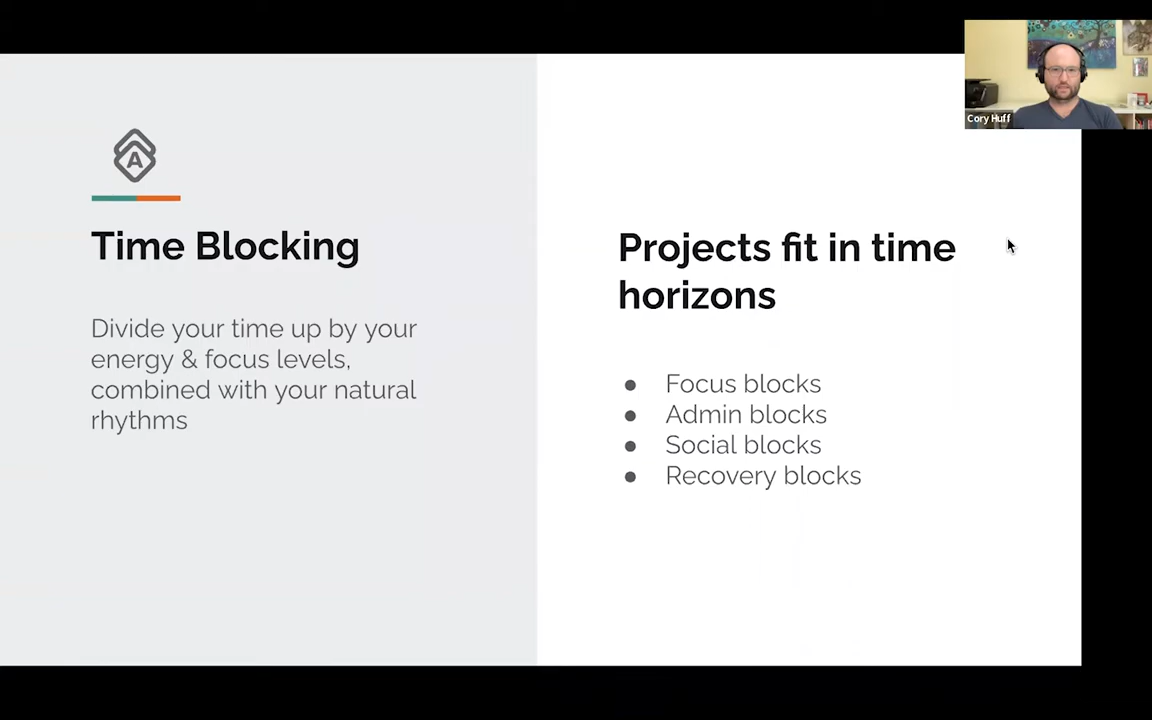 Cory Huff
A
Time Blocking
Divide your time up by your
energy & focus levels,
combined with your natural
rhythms
Projects fit in time
horizons
● Focus blocks
● Admin blocks
● Social blocks
● Recovery blocks